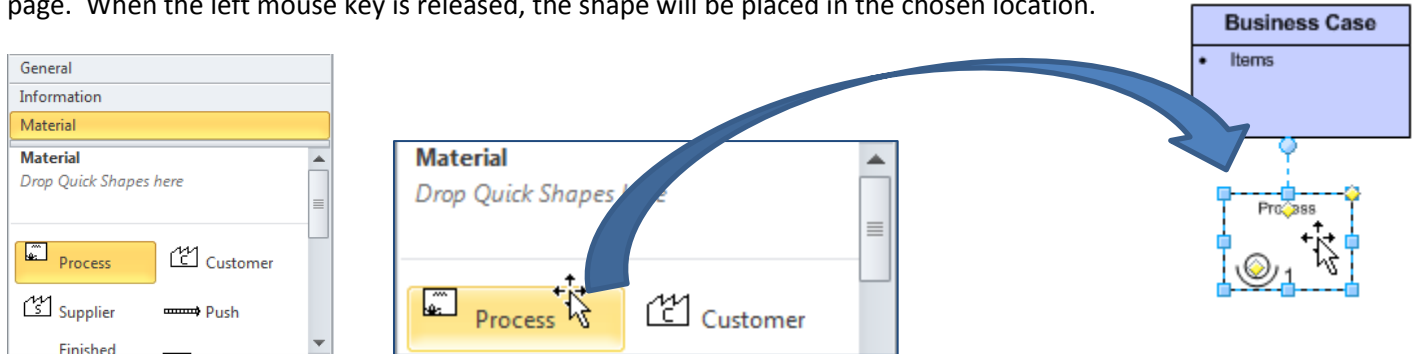 page.  When the left mouse key is released, the shape will be placed in the chosen location.
General
Information
Material
Material
Drop Quick Shapes here
Process
Customer
Supplier
Push
Finished
Material
Drop Quick Shapes
Process
Customer
Business Case
• Items
Process
1